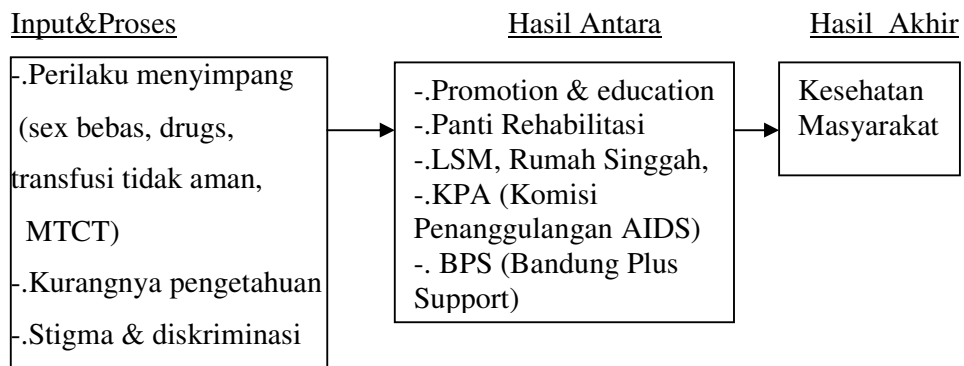 Input&Proses
-.Perilaku menyimpang
(sex bebas, drugs,
transfusi tidak aman,
MTCT)
-.Kurangnya pengetahuan
-.Stigma & diskriminasi
Hasil Antara
-.Promotion & education
-.Panti Rehabilitasi
-.LSM, Rumah Singgah,
-.KPA (Komisi
Penanggulangan AIDS)
-. BPS (Bandung Plus
Support)
Hasil Akhir
Kesehatan
Masyarakat